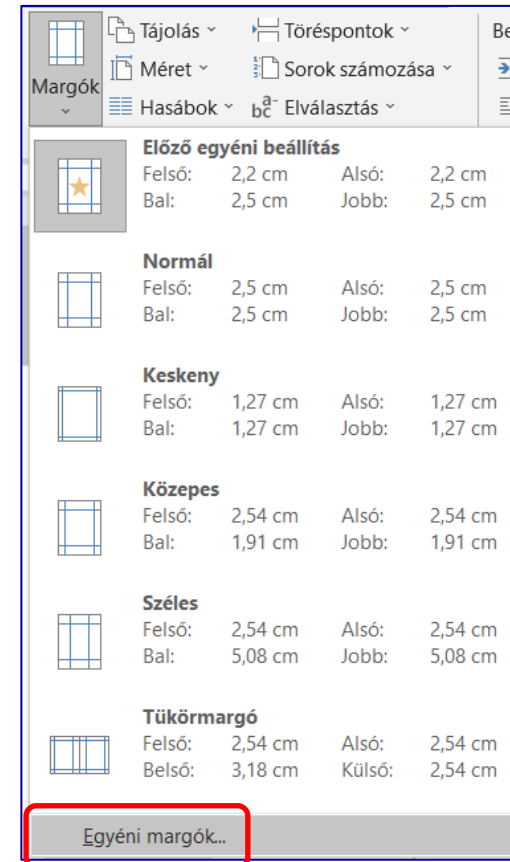 Margók
Tájolás
Méret
Hasábok
Töréspontok
Sorok számozása
Elválasztás
Be
Előző egyéni beállítás
Felső: 2,2 cm Alsó: 2,2 cm
Bal: 2,5 cm Jobb: 2,5 cm
Normál
Felső: 2,5 cm Alsó: 2,5 cm
Bal: 2,5 cm Jobb: 2,5 cm
Keskeny
Felső: 1,27 cm Alsó: 1,27 cm
Bal: 1,27 cm Jobb: 1,27 cm
Közepes
Felső: 2,54 cm Alsó: 2,54 cm
Bal: 1,91 cm Jobb: 1,91 cm
Széles
Felső: 2,54 cm Alsó: 2,54 cm
Bal: 5,08 cm Jobb: 5,08 cm
Tükörmargó
Felső: 2,54 cm Alsó: 2,54 cm
Belső: 3,18 cm Külső: 2,54 cm
Egyéni margók...